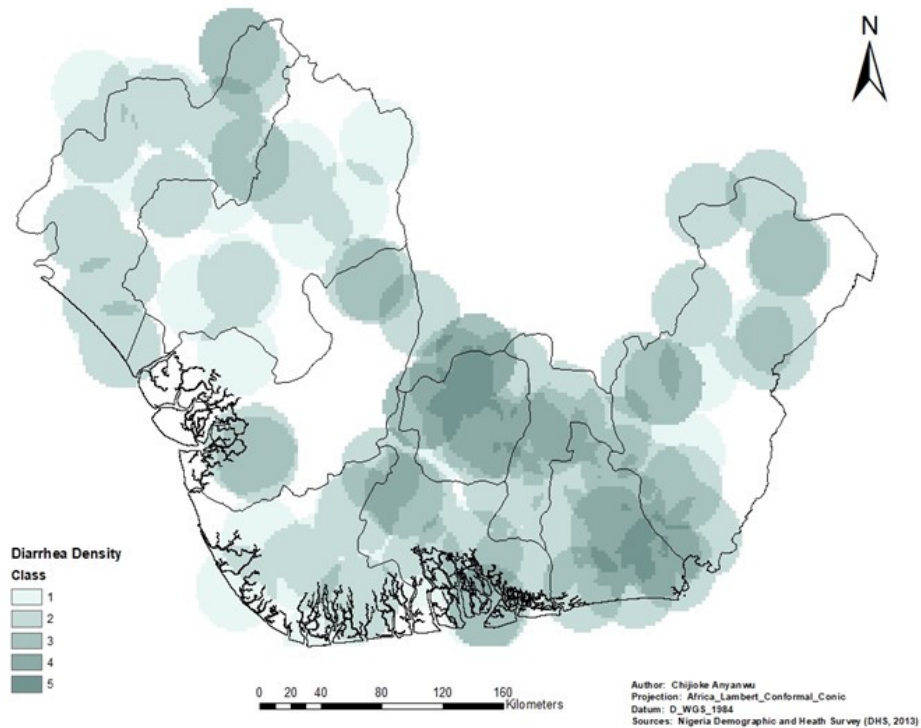 N
Diarrhea Density
Class
1
2
3
4
5
0 20 40 80 120 160
Kilometers
Author: Chijioke Anyanwu
Projection: Africa_Lambert_Conformal_Conic
Datum: D_WGS_1984
Sources: Nigeria Demographic and Heath Survey (DHS, 2013)